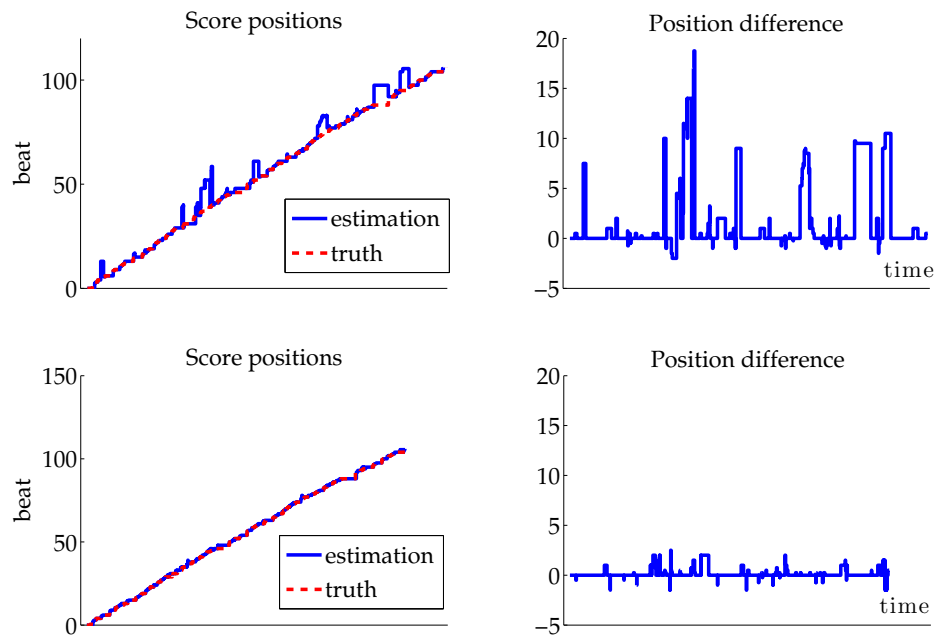 Score positions
100
50
0
beat
estimation
truth
Position difference
20
15
10
5
0
−5
time
Score positions
150
100
50
0
beat
estimation
truth
Position difference
20
15
10
5
0
−5
time